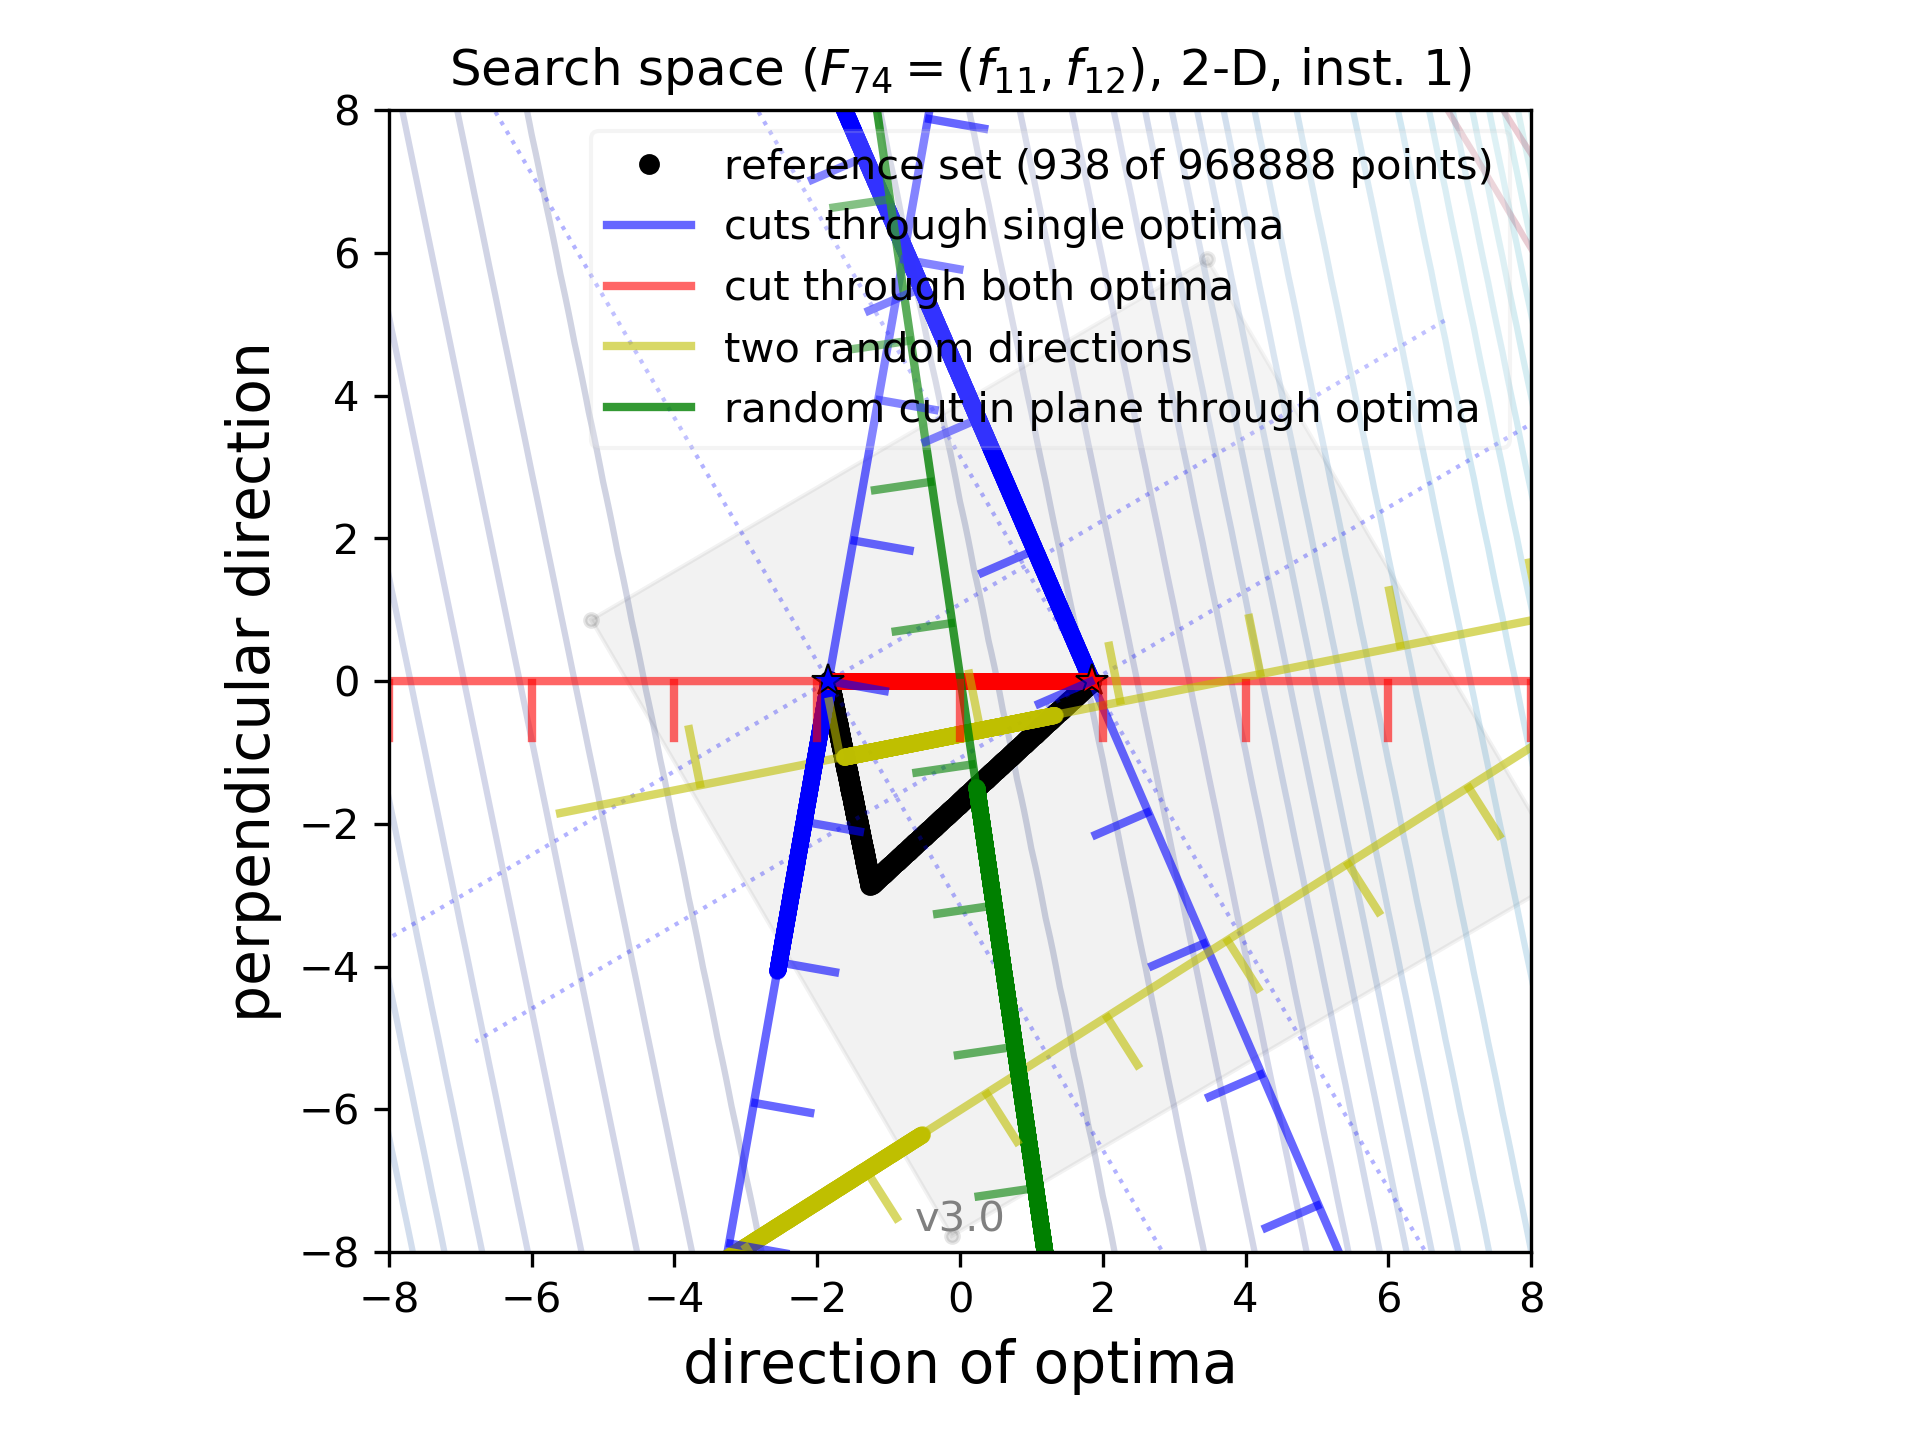 Search space (F74 = (f11, f12), 2-D, inst. 1)
reference set (938 of 968888 points)
cuts through single optima
cut through both optima
two random directions
random cut in plane through optima
perpendicular direction
8
6
4
2
0
−2
−4
−6
−8
v3.0
−8 −6 −4 −2 0 2 4 6 8
direction of optima